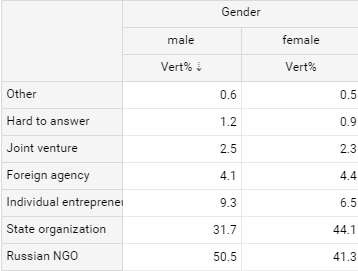 Gender
male female
Vert% ↓ Vert%
Other 0.6 0.5
Hard to answer 1.2 0.9
Joint venture 2.5 2.3
Foreign agency 4.1 4.4
Individual entrepreneu 9.3 6.5
State organization 31.7 44.1
Russian NGO 50.5 41.3